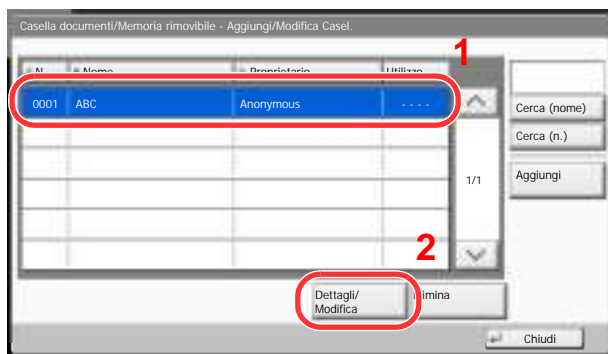 Casella documenti/Memoria rimovibile - Aggiungi/Modifica Casel.
1
N. Nome Proprietario Utilizzo
0001 ABC Anonymous - - - -
Cerca (nome)
Cerca (n.)
1/1
Aggiungi
2
Dettagli/
Modifica
Chiudi